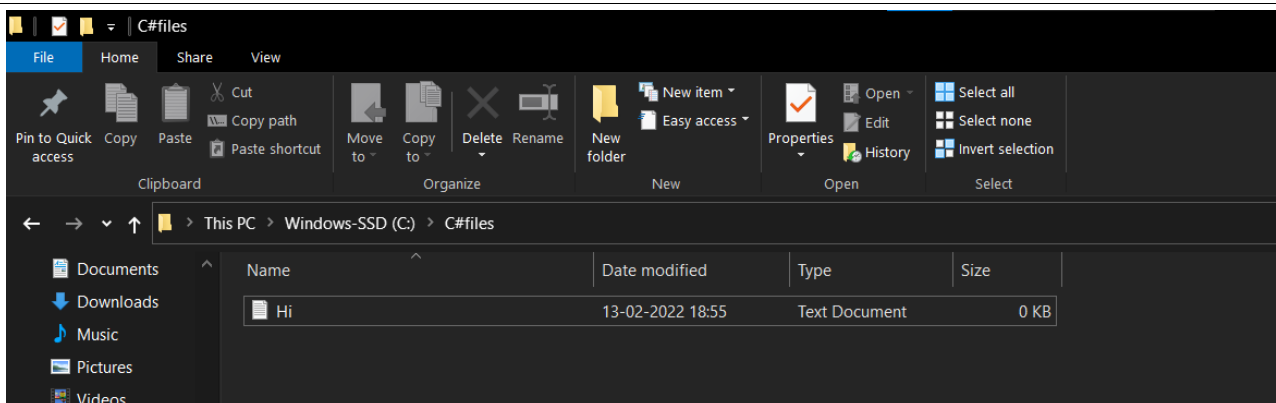 C#files
File Home Share View
Pin to Quick access
Copy
Paste
Cut
Copy path
Paste shortcut
Clipboard
Move to
Copy to
Delete
Rename
Organize
New folder
New item
Easy access
New
Properties
Open
Edit
History
Open
Select all
Select none
Invert selection
Select
This PC > Windows-SSD (C:) > C#files
Documents
Downloads
Music
Pictures
Videos
Name Date modified Type Size
Hi 13-02-2022 18:55 Text Document 0 KB